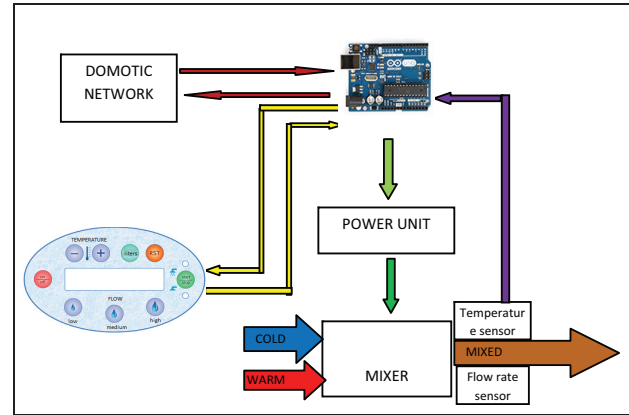 DOMOTIC
NETWORK
POWER UNIT
TEMPERATURE
liters
RST
FLOW
low
medium
high
COLD
WARM
MIXER
Temperatur
e sensor
MIXED
Flow rate
sensor